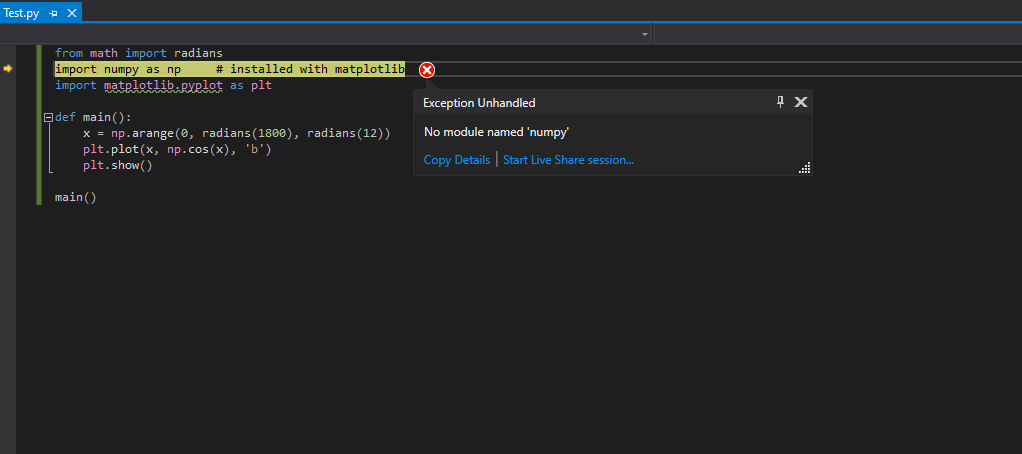 Test.py
from math import radians
import numpy as np     # installed with matplotlib
import matplotlib.pyplot as plt
Exception Unhandled
No module named 'numpy'
Copy Details | Start Live Share session...
def main():
    x = np.arange(0, radians(1800), radians(12))
    plt.plot(x, np.cos(x), 'b')
    plt.show()
main()